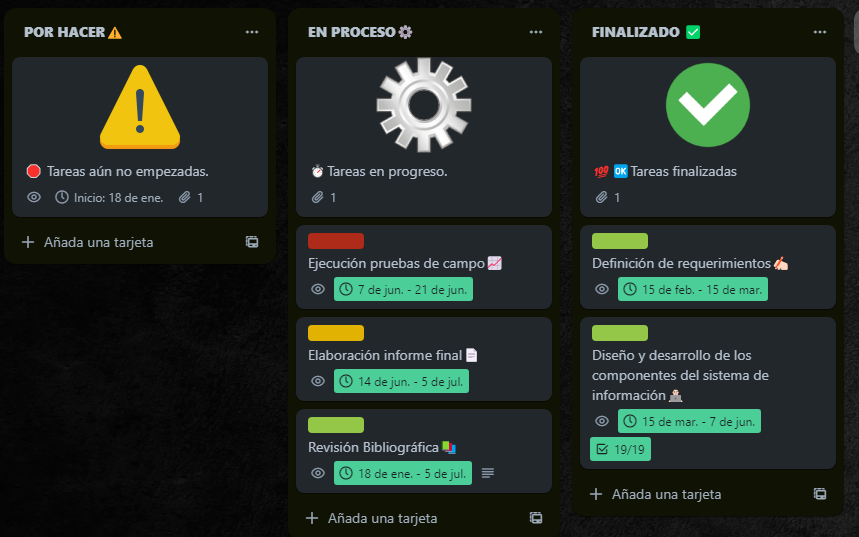 POR HACER⚠️
🛑 Tareas aún no empezadas.
Inicio: 18 de ene. 1
Añada una tarjeta
EN PROCESO⚙️
⏱️Tareas en progreso.
1
Ejecución pruebas de campo📈
7 de jun. - 21 de jun.
Elaboración informe final📄
14 de jun. - 5 de jul.
Revisión Bibliográfica
18 de ene. - 5 de jul.
Añada una tarjeta
FINALIZADO ✅
💯 🆗Tareas finalizadas
1
Definición de requerimientos✍🏻
15 de feb. - 15 de mar.
Diseño y desarrollo de los
componentes del sistema de
información
15 de mar. - 7 de jun.
19/19
Añada una tarjeta